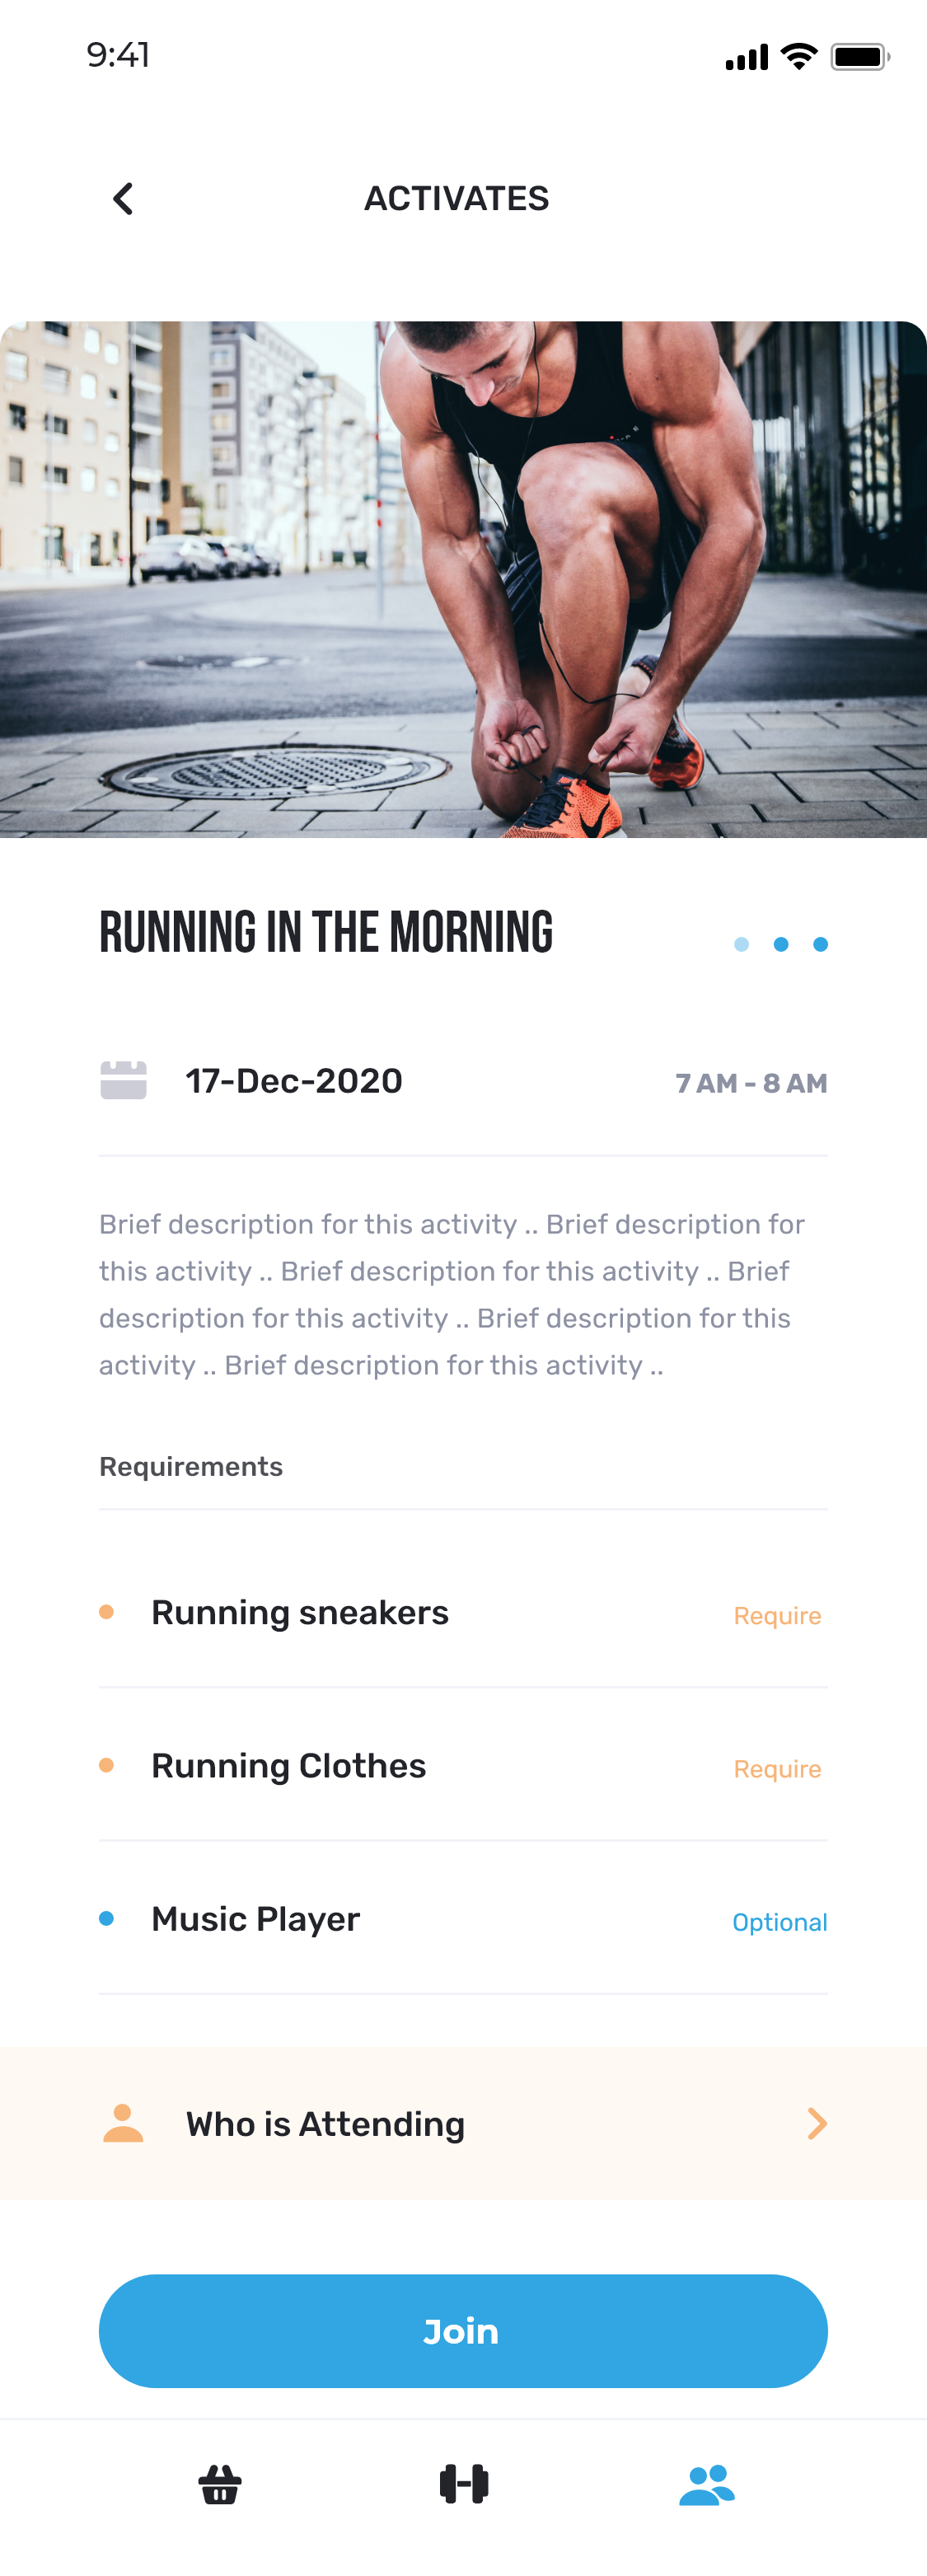 9:41
ACTIVATES
RUNNING IN THE MORNING
17-Dec-2020
7 AM - 8 AM
Brief description for this activity .. Brief description for
this activity .. Brief description for this activity .. Brief
description for this activity .. Brief description for this
activity .. Brief description for this activity ..
Requirements
Running sneakers
Require
Running Clothes
Require
Music Player
Optional
Who is Attending
Join